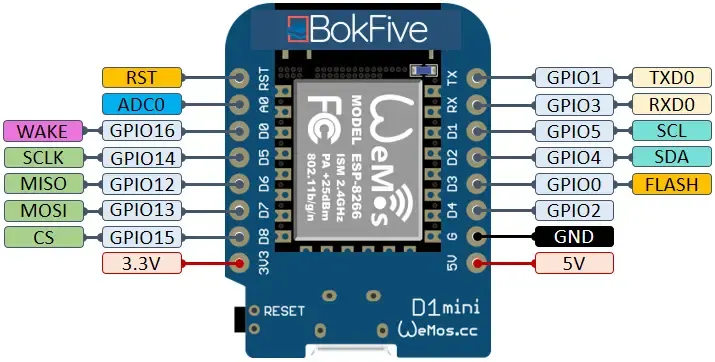 BokFive
RST RST TX GPIO1 TXD0
ADC0 A0 RX GPIO3 RXD0
WAKE GPIO16 D0 D1 GPIO5 SCL
SCLK GPIO14 D5 D2 GPIO4 SDA
MISO GPIO12 D6 D3 GPIO0 FLASH
MOSI GPIO13 D7 D4 GPIO2
CS GPIO15 D8 G GND
3.3V 3V3 5V 5V
WeMos
FC
MODEL ESP-8266
ISM 2.4GHz
PA +25dBm
802.11b/g/n
RESET
D1mini
WeMos.cc